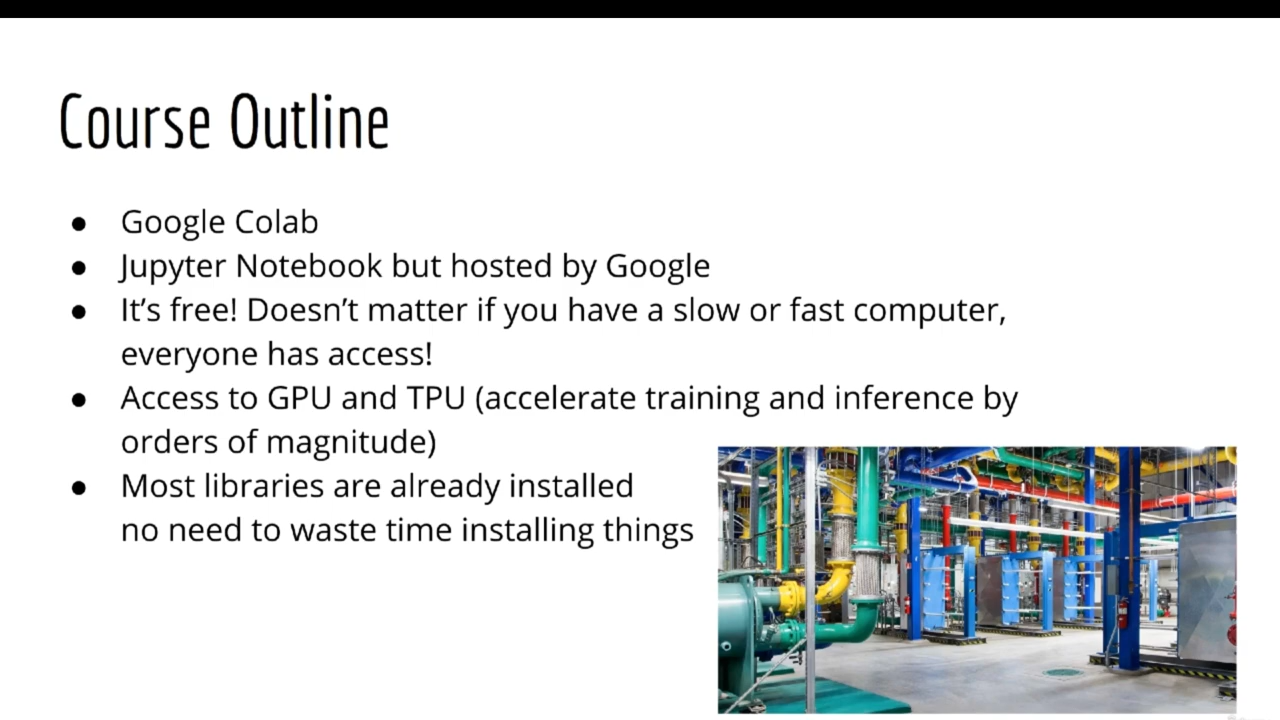 Course Outline
● Google Colab
● Jupyter Notebook but hosted by Google
● It’s free! Doesn’t matter if you have a slow or fast computer,
everyone has access!
● Access to GPU and TPU (accelerate training and inference by
orders of magnitude)
● Most libraries are already installed
no need to waste time installing things